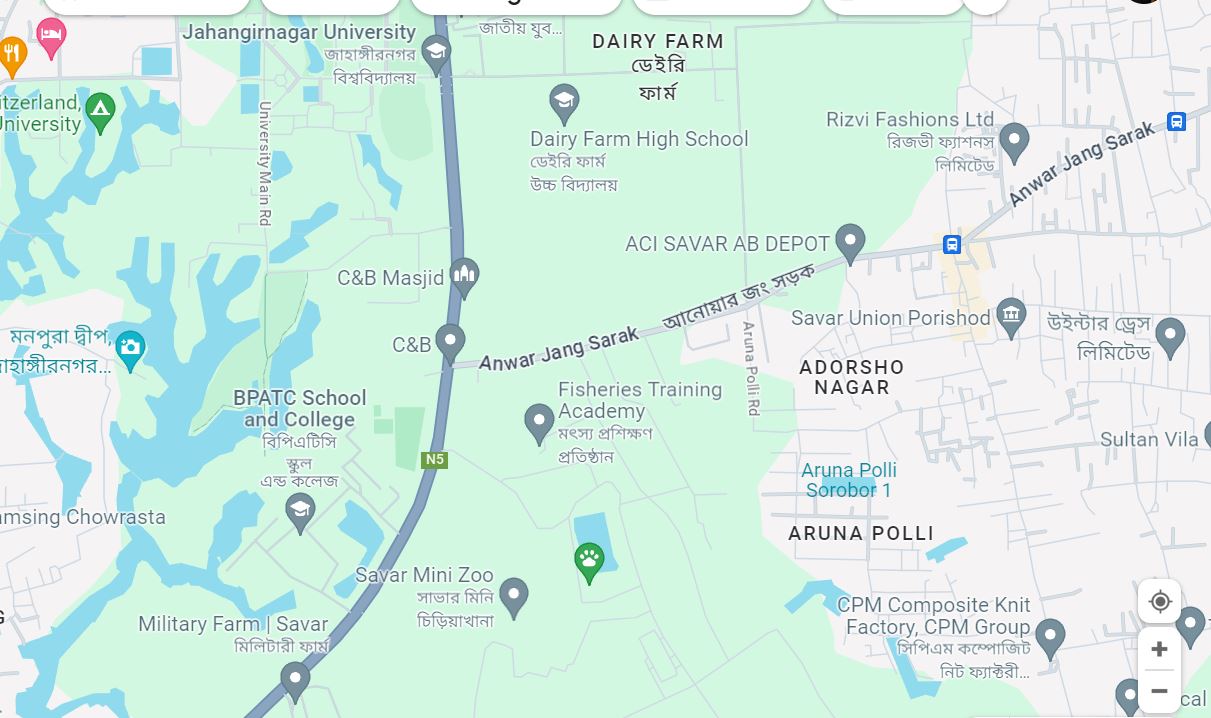 Jahangirnagar University
জাহাঙ্গীরনগর
বিশ্ববিদ্যালয়
জাতীয় যুব...
DAIRY FARM
ডেইরি
ফার্ম
itzerland,
University
University Main Rd
Dairy Farm High School
ডেইরি ফার্ম
উচ্চ বিদ্যালয়
Rizvi Fashions Ltd
রিজভী ফ্যাশনস
লিমিটেড
Anwar Jang Sarak
ACI SAVAR AB DEPOT
C&B Masjid
আনোয়ার জং সড়ক
Savar Union Porishod
উইন্টার ড্রেস
লিমিটেড
মনপুরা দ্বীপ,
জাহাঙ্গীরনগর...
C&B
Anwar Jang Sarak
Aruna Polli Rd
ADORSHO
NAGAR
BPATC School
and College
বিপিএটিসি
স্কুল
এন্ড কলেজ
Fisheries Training
Academy
মৎস্য প্রশিক্ষণ
প্রতিষ্ঠান
N5
Sultan Vila
Aruna Polli
Sorobor 1
amsing Chowrasta
ARUNA POLLI
Savar Mini Zoo
সাভার মিনি
চিড়িয়াখানা
Military Farm | Savar
মিলিটারী ফার্ম
CPM Composite Knit
Factory, CPM Group
সিপিএম কম্পোজিট
নিট ফ্যাক্টরী...
cal